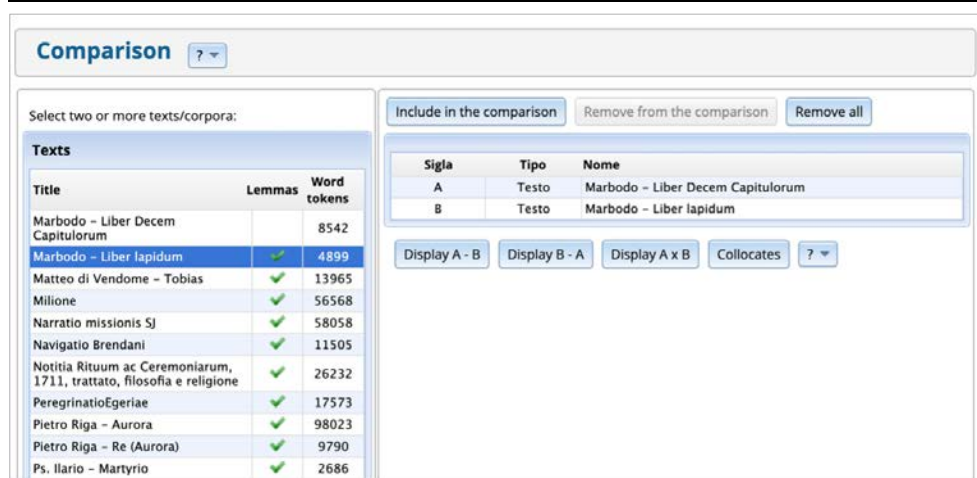 Comparison ?
Select two or more texts/corpora:
Texts
Title Lemmas Word tokens
Marbodo – Liber Decem
Capitulorum 8542
Marbodo – Liber lapidum 4899
Matteo di Vendome – Tobias 13965
Milione 56568
Narratio missionis SJ 58058
Navigatio Brendani 11505
Notitia Rituum ac Ceremoniarum,
1711, trattato, filosofia e religione 26232
PeregrinatioEgeriae 17573
Pietro Riga – Aurora 98023
Pietro Riga – Re (Aurora) 9790
Ps. Ilario – Martyrio 2686
Include in the comparison Remove from the comparison Remove all
Sigla Tipo Nome
A Testo Marbodo – Liber Decem Capitulorum
B Testo Marbodo – Liber lapidum
Display A - B Display B - A Display A x B Collocates ?